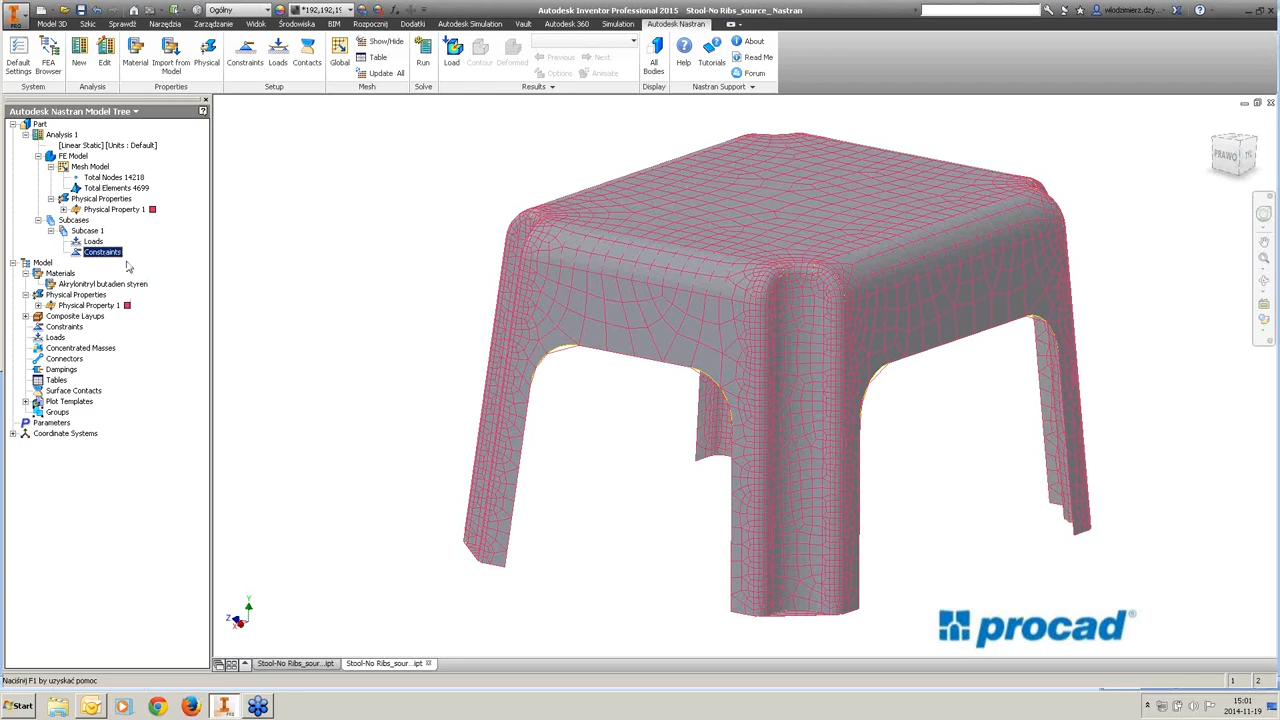 PRO
Ogólny
*192,192,19
Autodesk Inventor Professional 2015 Stool-No Ribs_source_Nastran
Model 3D Szkic Sprawdź Narzędzia Zarządzanie Widok Środowiska BIM Rozpocznij Dodatki Autodesk Simulation Vault Autodesk 360 Simulation Autodesk Nastran
Default Settings
FEA Browser
New
Edit
Material
Import from Model
Physical
Constraints
Loads
Contacts
Global
Show/Hide
Table
Update All
Run
Load
Contour
Deformed
Previous
Next
Options
Animate
All Bodies
Help
Tutorials
About
Read Me
Forum
System
Analysis
Properties
Setup
Mesh
Solve
Results
Display
Nastran Support
Autodesk Nastran Model Tree
Part
Analysis 1
[Linear Static] [Units : Default]
FE Model
Mesh Model
Total Nodes 14218
Total Elements 4699
Physical Properties
Physical Property 1
Subcases
Subcase 1
Loads
Constraints
Model
Materials
Akrylonitryl butadien styren
Physical Properties
Physical Property 1
Composite Layups
Constraints
Loads
Concentrated Masses
Connectors
Dampings
Tables
Surface Contacts
Plot Templates
Groups
Parameters
Coordinate Systems
PRAWO
Y
Z
X
procad®
Stool-No Ribs_sour...ipt
Stool-No Ribs_sour...ipt
Naciśnij F1 by uzyskać pomoc
1
2
Start
15:01
2014-11-19